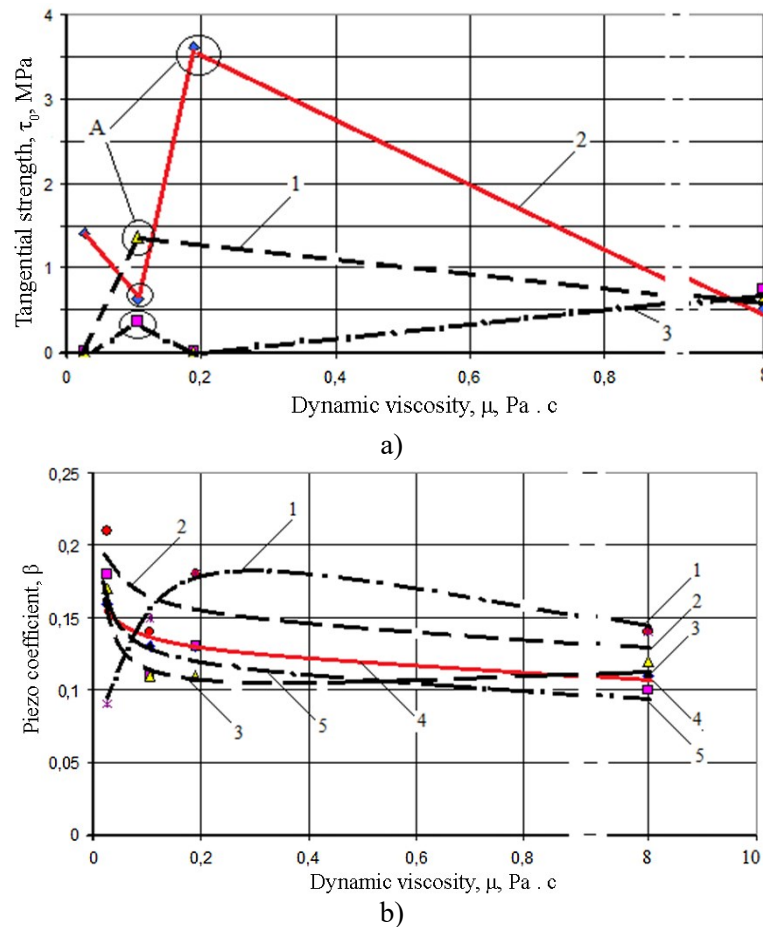 4
3
2
1
0
Tangential strength, τ₀, MPa
A
1
2
3
0 0,2 0,4 0,6 0,8 8
Dynamic viscosity, μ, Pa . c
a)
0,25
0,2
0,15
0,1
0,05
0
Piezo coefficient, β
1
2
3
5
4
1
2
3
4
5
0 0,2 0,4 0,6 8 10
Dynamic viscosity, μ, Pa . c
b)